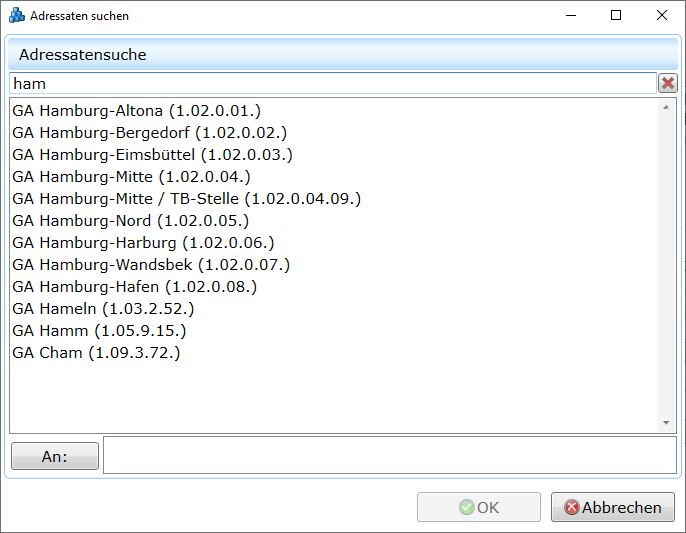 Adressaten suchen
Adressatensuche
ham
GA Hamburg-Altona (1.02.0.01.)
GA Hamburg-Bergedorf (1.02.0.02.)
GA Hamburg-Eimsbüttel (1.02.0.03.)
GA Hamburg-Mitte (1.02.0.04.)
GA Hamburg-Mitte / TB-Stelle (1.02.0.04.09.)
GA Hamburg-Nord (1.02.0.05.)
GA Hamburg-Harburg (1.02.0.06.)
GA Hamburg-Wandsbek (1.02.0.07.)
GA Hamburg-Hafen (1.02.0.08.)
GA Hameln (1.03.2.52.)
GA Hamm (1.05.9.15.)
GA Cham (1.09.3.72.)
An:
OK Abbrechen